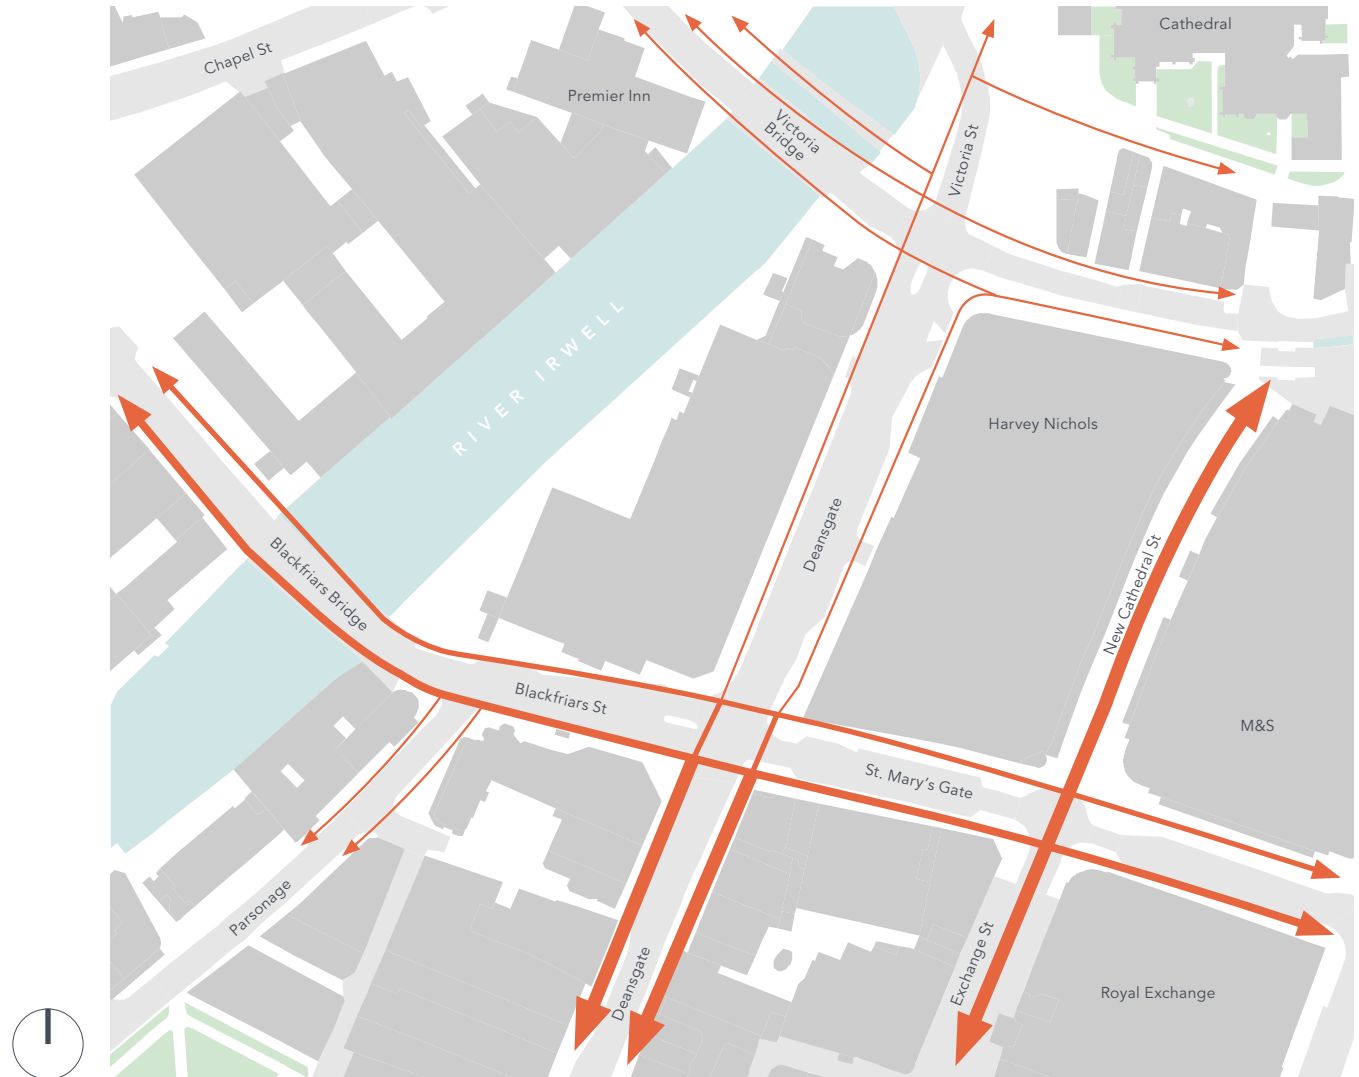 Cathedral
Chapel St
Premier Inn
Victoria
Bridge
Victoria St
RIVER IRWELL
Harvey Nichols
Deansgate
New Cathedral St
Blackfriars Bridge
Blackfriars St
M&S
St. Mary's Gate
Parsonage
Deansgate
Exchange St
Royal Exchange